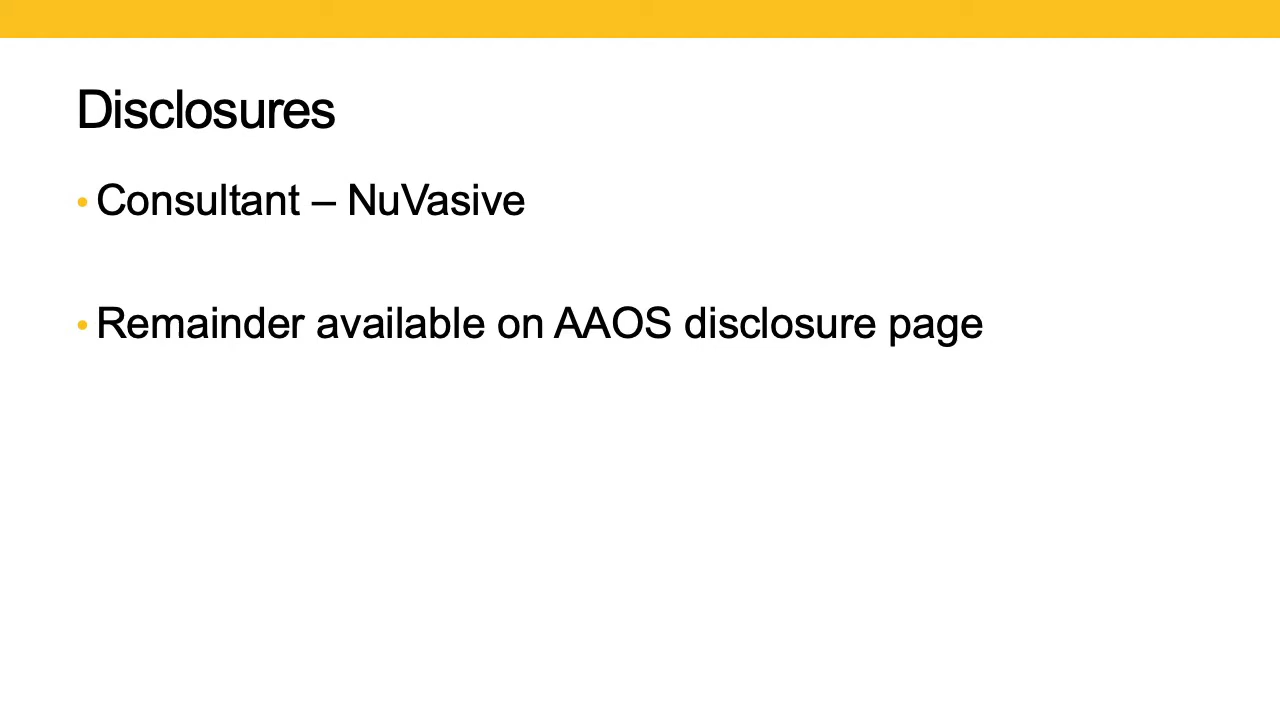 Disclosures
• Consultant – NuVasive
• Remainder available on AAOS disclosure page